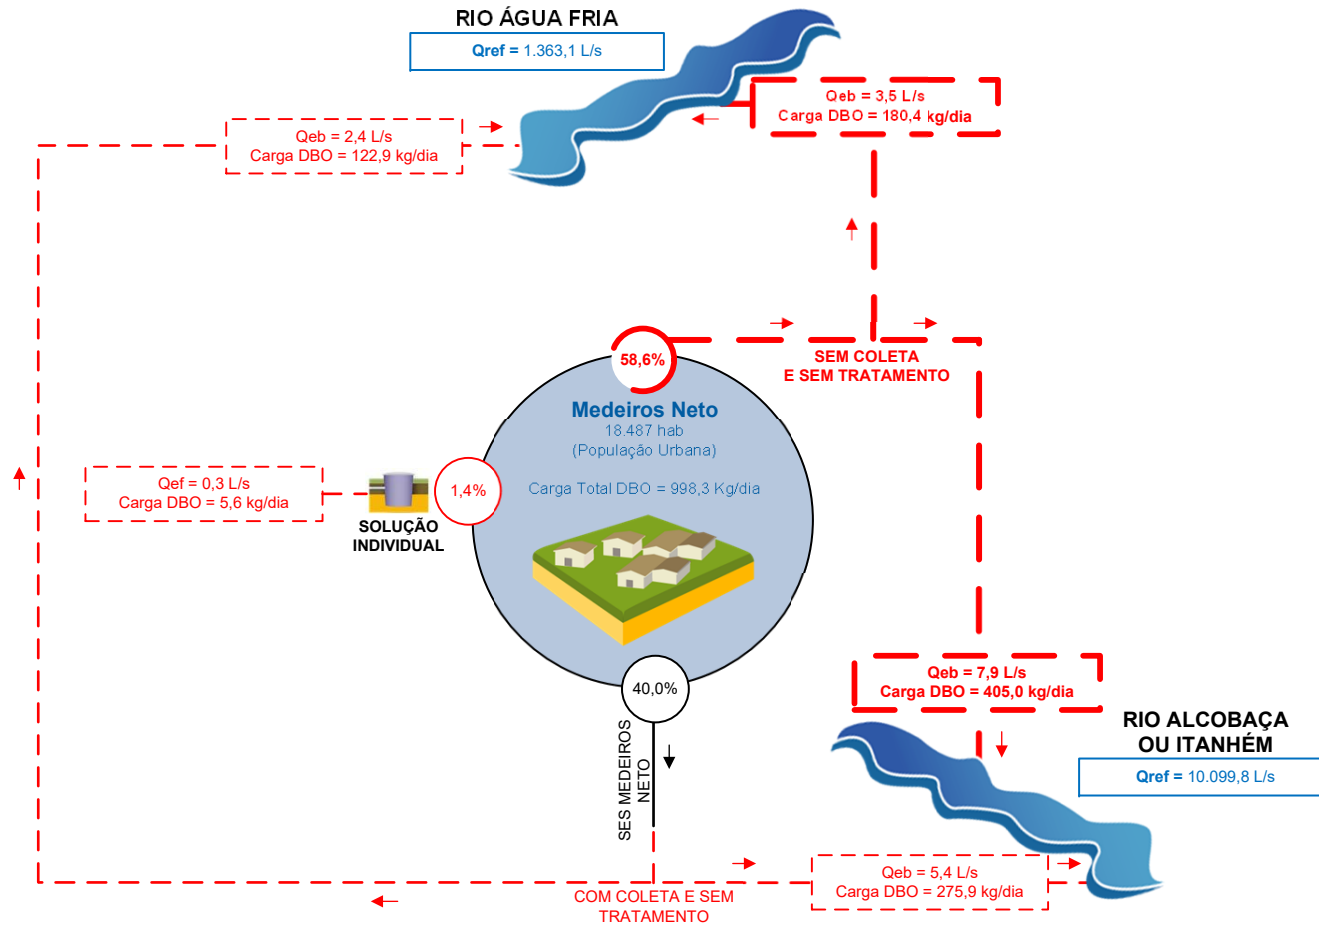 RIO ÁGUA FRIA
Qref = 1.363,1 L/s
Qeb = 3,5 L/s
Carga DBO = 180,4 kg/dia
Qeb = 2,4 L/s
Carga DBO = 122,9 kg/dia
58,6%
SEM COLETA
E SEM TRATAMENTO
Medeiros Neto
18.487 hab
(População Urbana)
Carga Total DBO = 998,3 Kg/dia
1,4%
Qef = 0,3 L/s
Carga DBO = 5,6 kg/dia
SOLUÇÃO
INDIVIDUAL
40,0%
SES MEDEIROS
NETO
Qeb = 7,9 L/s
Carga DBO = 405,0 kg/dia
RIO ALCOBAÇA
OU ITANHÉM
Qref = 10.099,8 L/s
Qeb = 5,4 L/s
Carga DBO = 275,9 kg/dia
COM COLETA E SEM
TRATAMENTO